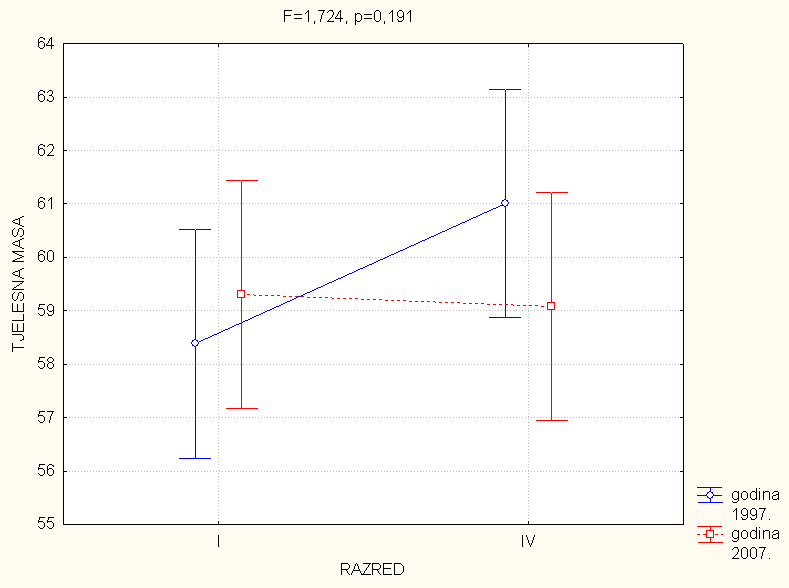 F=1,724, p=0,191
64
63
62
61
60
59
58
57
56
55
TJELESNA MASA
I
IV
RAZRED
godina
1997.
godina
2007.